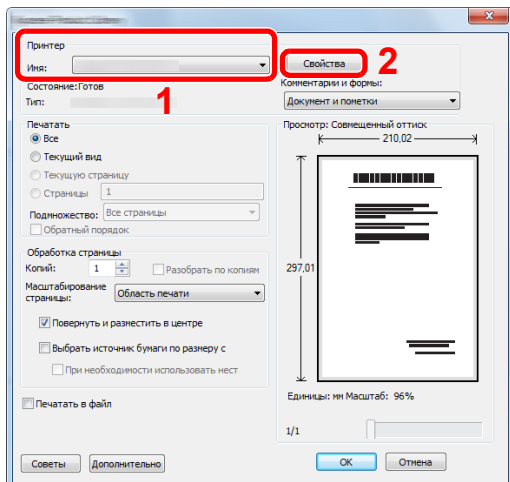 Принтер
Имя:
Свойства
2
Состояние:Готов
Тип:
1
Комментарии и формы:
Документ и пометки
Печатать
Все
Текущий вид
Текущую страницу
Страницы 1
Подмножество: Все страницы
Обратный порядок
Просмотр: Совмещенный оттиск
210,02
297,01
Обработка страницы
Копий: 1
Разобрать по копиям
Масштабирование
страницы:
Область печати
Повернуть и разместить в центре
Выбрать источник бумаги по размеру с
При необходимости использовать нест
Печатать в файл
Единицы: мм Масштаб: 96%
1/1
Советы
Дополнительно
OK
Отмена